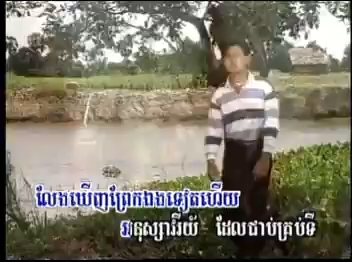 លែងឃើញព្រែកឯងទៀតហើយ
អនុស្សាវរីយ៍ ដែលជាប់គ្រប់ទី